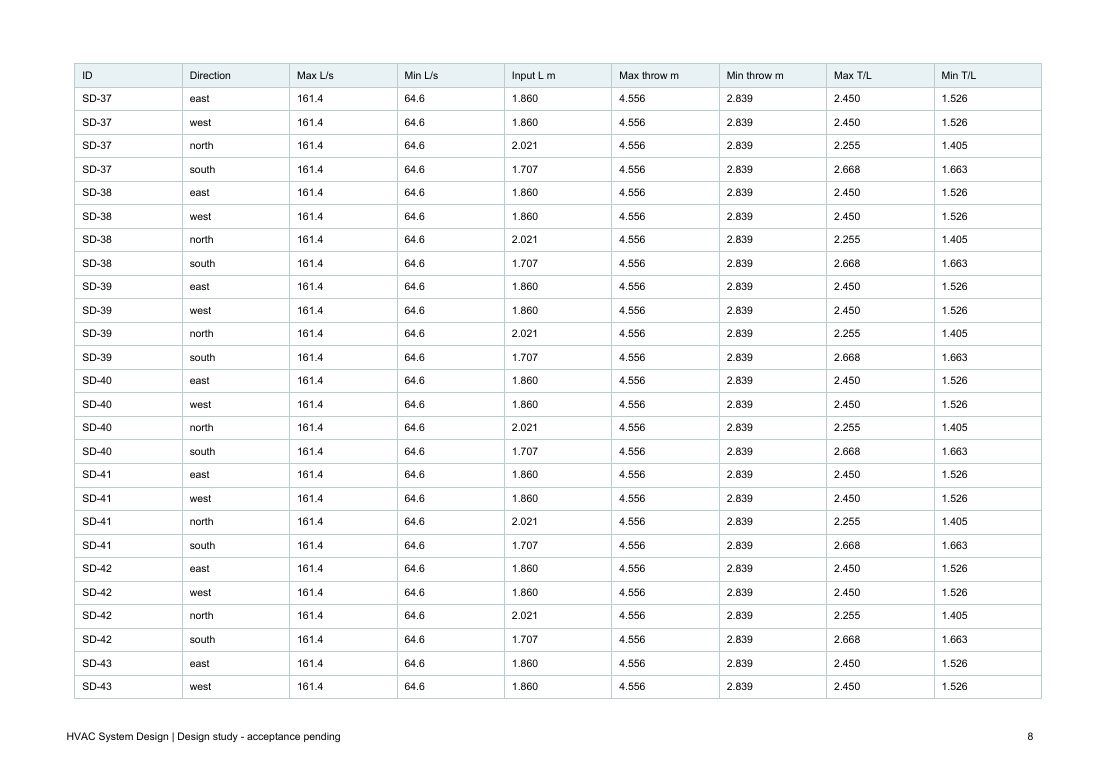 ID Direction Max L/s Min L/s Input L m Max throw m Min throw m Max T/L Min T/L
SD-37 east 161.4 64.6 1.860 4.556 2.839 2.450 1.526
SD-37 west 161.4 64.6 1.860 4.556 2.839 2.450 1.526
SD-37 north 161.4 64.6 2.021 4.556 2.839 2.255 1.405
SD-37 south 161.4 64.6 1.707 4.556 2.839 2.668 1.663
SD-38 east 161.4 64.6 1.860 4.556 2.839 2.450 1.526
SD-38 west 161.4 64.6 1.860 4.556 2.839 2.450 1.526
SD-38 north 161.4 64.6 2.021 4.556 2.839 2.255 1.405
SD-38 south 161.4 64.6 1.707 4.556 2.839 2.668 1.663
SD-39 east 161.4 64.6 1.860 4.556 2.839 2.450 1.526
SD-39 west 161.4 64.6 1.860 4.556 2.839 2.450 1.526
SD-39 north 161.4 64.6 2.021 4.556 2.839 2.255 1.405
SD-39 south 161.4 64.6 1.707 4.556 2.839 2.668 1.663
SD-40 east 161.4 64.6 1.860 4.556 2.839 2.450 1.526
SD-40 west 161.4 64.6 1.860 4.556 2.839 2.450 1.526
SD-40 north 161.4 64.6 2.021 4.556 2.839 2.255 1.405
SD-40 south 161.4 64.6 1.707 4.556 2.839 2.668 1.663
SD-41 east 161.4 64.6 1.860 4.556 2.839 2.450 1.526
SD-41 west 161.4 64.6 1.860 4.556 2.839 2.450 1.526
SD-41 north 161.4 64.6 2.021 4.556 2.839 2.255 1.405
SD-41 south 161.4 64.6 1.707 4.556 2.839 2.668 1.663
SD-42 east 161.4 64.6 1.860 4.556 2.839 2.450 1.526
SD-42 west 161.4 64.6 1.860 4.556 2.839 2.450 1.526
SD-42 north 161.4 64.6 2.021 4.556 2.839 2.255 1.405
SD-42 south 161.4 64.6 1.707 4.556 2.839 2.668 1.663
SD-43 east 161.4 64.6 1.860 4.556 2.839 2.450 1.526
SD-43 west 161.4 64.6 1.860 4.556 2.839 2.450 1.526
HVAC System Design | Design study - acceptance pending 8